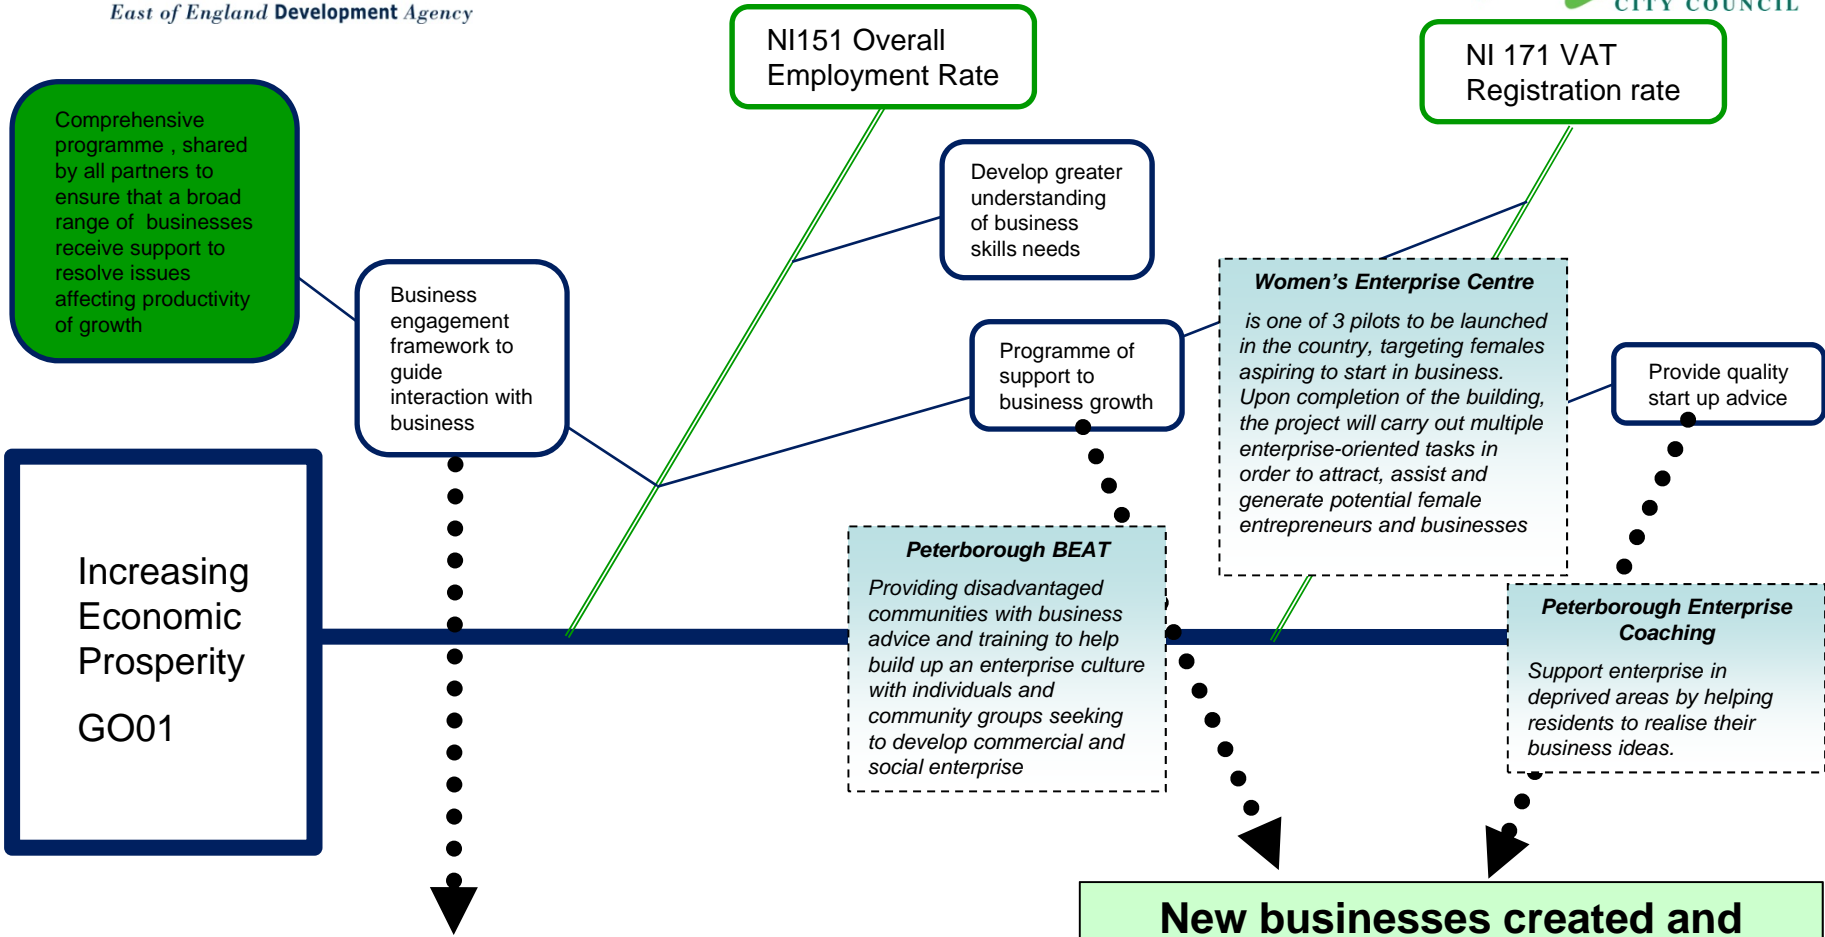 East of England Development Agency
CITY COUNCIL
NI151 Overall
Employment Rate
NI 171 VAT
Registration rate
Comprehensive
programme , shared
by all partners to
ensure that a broad
range of businesses
receive support to
resolve issues
affecting productivity
of growth
Develop greater
understanding
of business
skills needs
Business
engagement
framework to
guide
interaction with
business
Programme of
support to
business growth
Women's Enterprise Centre
is one of 3 pilots to be launched
in the country, targeting females
aspiring to start in business.
Upon completion of the building,
the project will carry out multiple
enterprise-oriented tasks in
order to attract, assist and
generate potential female
entrepreneurs and businesses
Provide quality
start up advice
Increasing
Economic
Prosperity
GO01
Peterborough BEAT
Providing disadvantaged
communities with business
advice and training to help
build up an enterprise culture
with individuals and
community groups seeking
to develop commercial and
social enterprise
Peterborough Enterprise
Coaching
Support enterprise in
deprived areas by helping
residents to realise their
business ideas.
New businesses created and